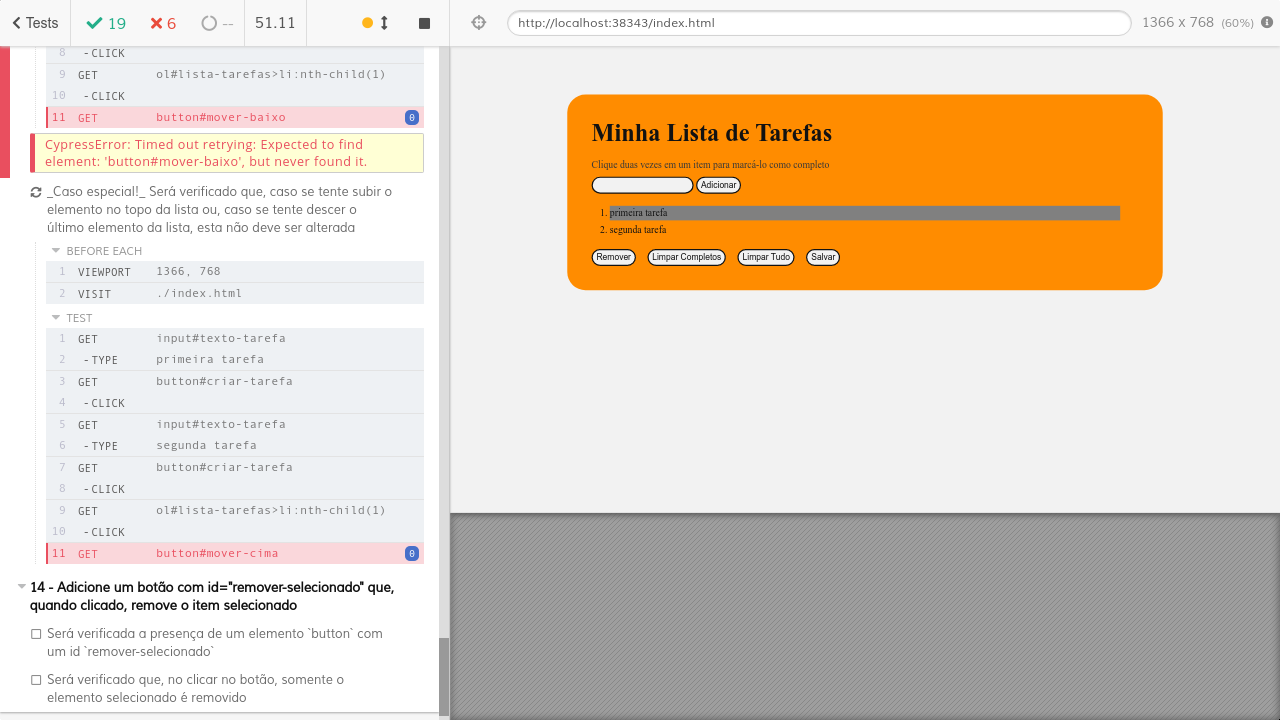 Tests
19
6
--
51.11
http://localhost:38343/index.html
1366 x 768 (60%)
8 -CLICK
9 GET ol#lista-tarefas>li:nth-child(1)
10 -CLICK
11 GET button#mover-baixo 0
CypressError: Timed out retrying: Expected to find
element: 'button#mover-baixo', but never found it.
_Caso especial!_ Será verificado que, caso se tente subir o
elemento no topo da lista ou, caso se tente descer o
último elemento da lista, esta não deve ser alterada
BEFORE EACH
1 VIEWPORT 1366, 768
2 VISIT ./index.html
TEST
1 GET input#texto-tarefa
2 -TYPE primeira tarefa
3 GET button#criar-tarefa
4 -CLICK
5 GET input#texto-tarefa
6 -TYPE segunda tarefa
7 GET button#criar-tarefa
8 -CLICK
9 GET ol#lista-tarefas>li:nth-child(1)
10 -CLICK
11 GET button#mover-cima 0
14 - Adicione um botão com id="remover-selecionado" que,
quando clicado, remove o item selecionado
Será verificada a presença de um elemento `button` com
um id `remover-selecionado`
Será verificado que, no clicar no botão, somente o
elemento selecionado é removido
Minha Lista de Tarefas
Clique duas vezes em um item para marcá-lo como completo
Adicionar
1. primeira tarefa
2. segunda tarefa
Remover Limpar Completos Limpar Tudo Salvar